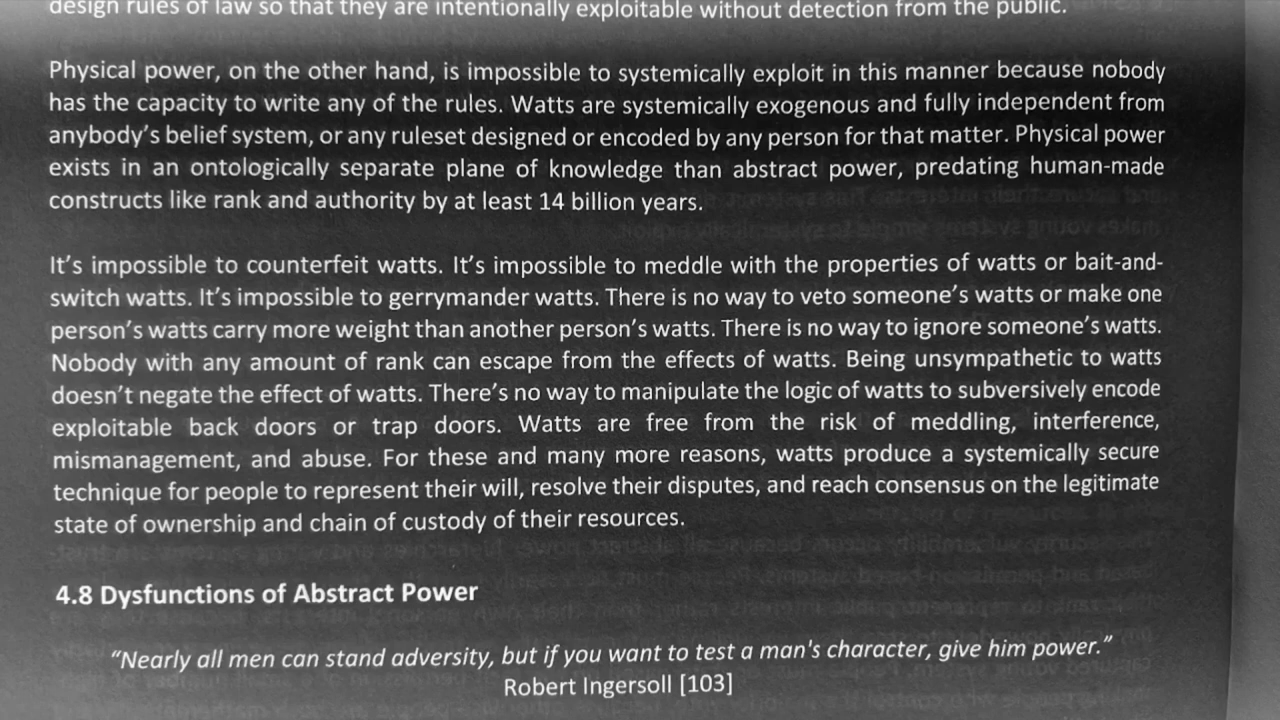 design rules of law so that they are intentionally exploitable without detection from the public.
Physical power, on the other hand, is impossible to systemically exploit in this manner because nobody
has the capacity to write any of the rules. Watts are systemically exogenous and fully independent from
anybody's belief system, or any ruleset designed or encoded by any person for that matter. Physical power
exists in an ontologically separate plane of knowledge than abstract power, predating human-made
constructs like rank and authority by at least 14 billion years.
It's impossible to counterfeit watts. It's impossible to meddle with the properties of watts or bait-and-
switch watts. It's impossible to gerrymander watts. There is no way to veto someone's watts or make one
person's watts carry more weight than another person's watts. There is no way to ignore someone's watts.
Nobody with any amount of rank can escape from the effects of watts. Being unsympathetic to watts
doesn't negate the effect of watts. There's no way to manipulate the logic of watts to subversively encode
exploitable back doors or trap doors. Watts are free from the risk of meddling, interference,
mismanagement, and abuse. For these and many more reasons, watts produce a systemically secure
technique for people to represent their will, resolve their disputes, and reach consensus on the legitimate
state of ownership and chain of custody of their resources.
4.8 Dysfunctions of Abstract Power
"Nearly all men can stand adversity, but if you want to test a man's character, give him power."
Robert Ingersoll [103]